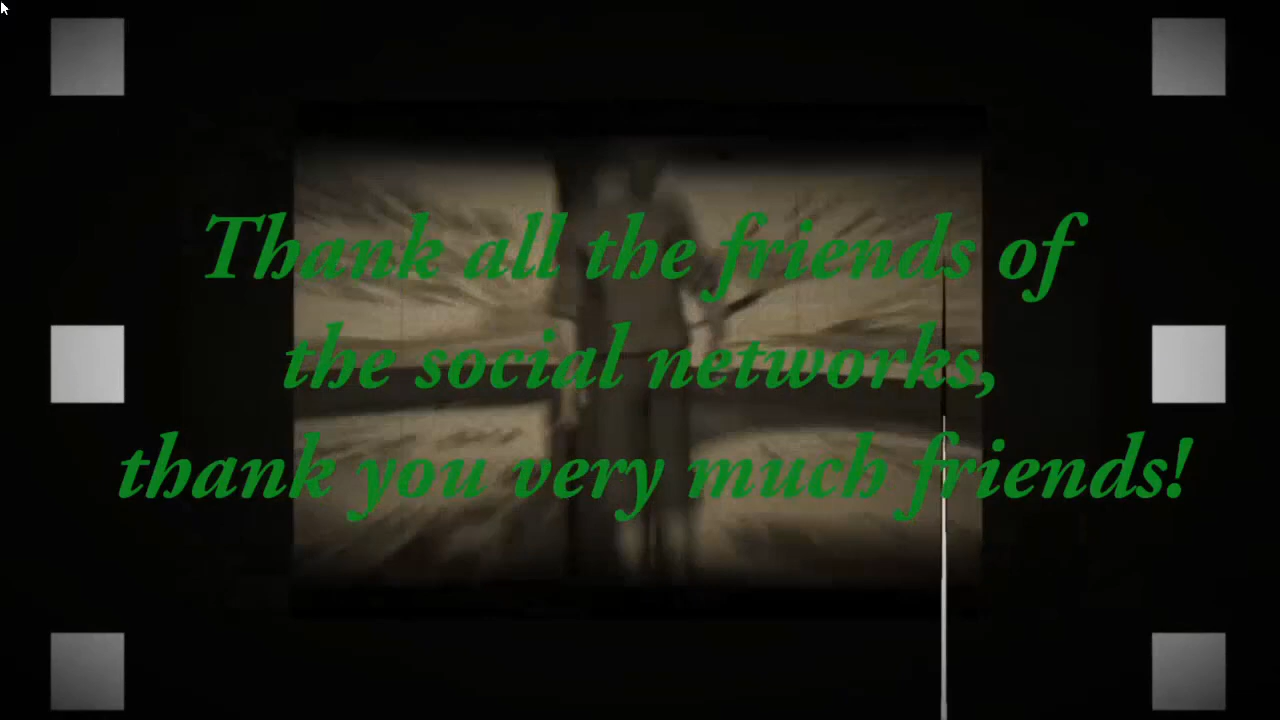 Thank all the friends of
the social networks,
thank you very much friends!